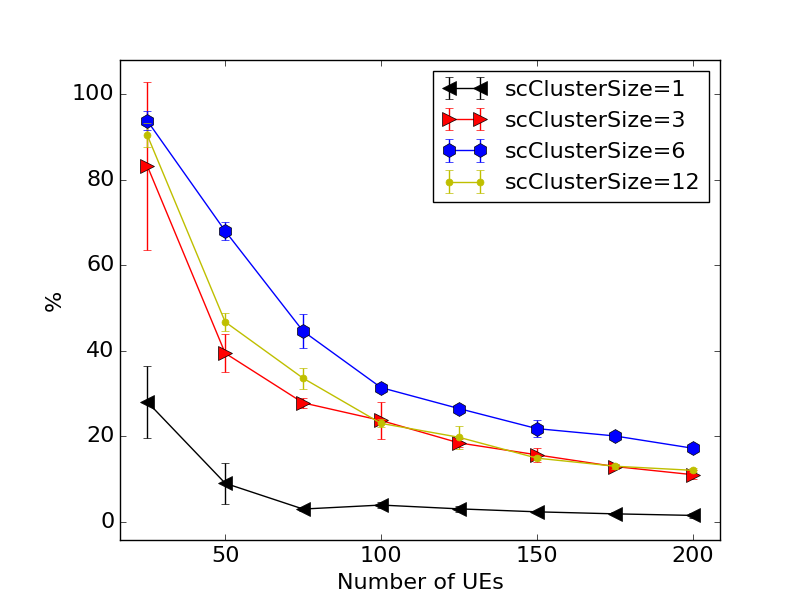 scClusterSize=1
scClusterSize=3
scClusterSize=6
scClusterSize=12
100
80
60
40
20
0
%
50 100 150 200
Number of UEs